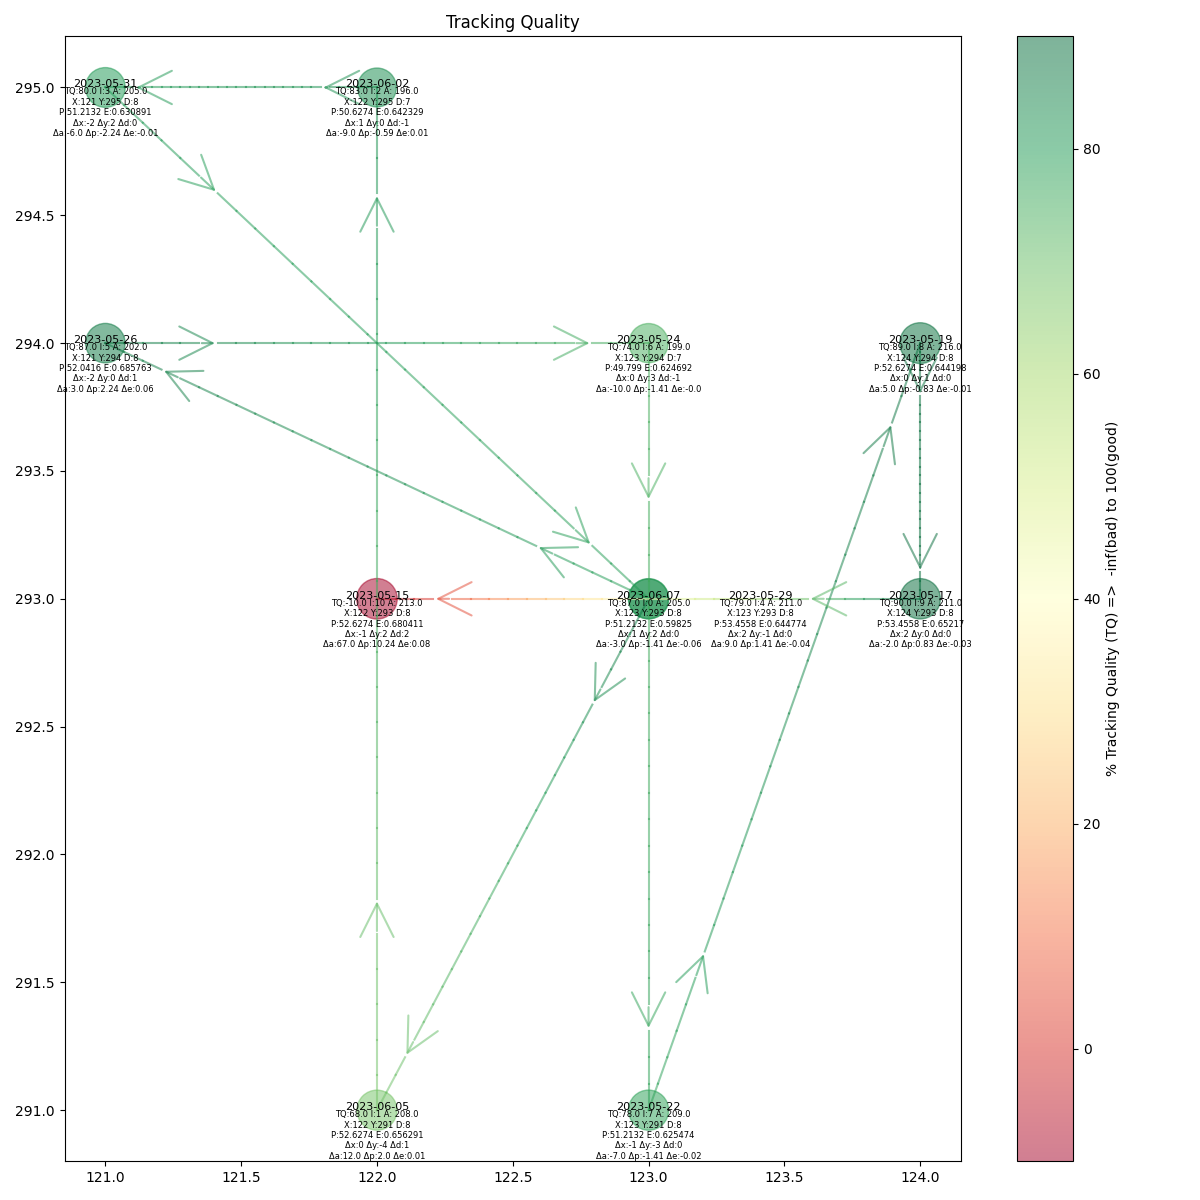 Tracking Quality
2023-05-31
TQ:80.0 I:3 A: 205.0
X:121 Y:295 D:8
P:51.2132 E:0.630891
Δx:-2 Δy:2 Δd:0
Δa:-6.0 Δp:-2.24 Δe:-0.01
2023-06-02
TQ:83.0 I:2 A: 196.0
X:122 Y:295 D:7
P:50.6274 E:0.642329
Δx:1 Δy:0 Δd:-1
Δa:-9.0 Δp:-0.59 Δe:0.01
2023-05-26
TQ:87.0 I:5 A: 202.0
X:121 Y:294 D:8
P:52.0416 E:0.685763
Δx:-2 Δy:0 Δd:1
Δa:3.0 Δp:2.24 Δe:0.06
2023-05-24
TQ:74.0 I:6 A: 199.0
X:123 Y:294 D:7
P:49.799 E:0.624692
Δx:0 Δy:3 Δd:-1
Δa:-10.0 Δp:-1.41 Δe:-0.0
2023-05-19
TQ:89.0 I:8 A: 216.0
X:124 Y:294 D:8
P:52.6274 E:0.644198
Δx:0 Δy:1 Δd:0
Δa:5.0 Δp:-0.83 Δe:-0.01
2023-05-15
TQ:-10.0 I:10 A: 213.0
X:122 Y:293 D:8
P:52.6274 E:0.680411
Δx:-1 Δy:2 Δd:2
Δa:67.0 Δp:10.24 Δe:0.08
2023-06-07
TQ:87.0 I:0 A: 205.0
X:123 Y:293 D:8
P:51.2132 E:0.59825
Δx:1 Δy:2 Δd:0
Δa:-3.0 Δp:-1.41 Δe:-0.06
2023-05-29
TQ:79.0 I:4 A: 211.0
X:123 Y:293 D:8
P:53.4558 E:0.644774
Δx:2 Δy:-1 Δd:0
Δa:9.0 Δp:1.41 Δe:-0.04
2023-05-17
TQ:90.0 I:9 A: 211.0
X:124 Y:293 D:8
P:53.4558 E:0.65217
Δx:2 Δy:0 Δd:0
Δa:-2.0 Δp:0.83 Δe:-0.03
2023-06-05
TQ:68.0 I:1 A: 208.0
X:122 Y:291 D:8
P:52.6274 E:0.656291
Δx:0 Δy:-4 Δd:1
Δa:12.0 Δp:2.0 Δe:0.01
2023-05-22
TQ:78.0 I:7 A: 209.0
X:123 Y:291 D:8
P:51.2132 E:0.625474
Δx:-1 Δy:-3 Δd:0
Δa:-7.0 Δp:-1.41 Δe:-0.02
295.0
294.5
294.0
293.5
293.0
292.5
292.0
291.5
291.0
121.0 121.5 122.0 122.5 123.0 123.5 124.0
80
60
40
20
0
% Tracking Quality (TQ) => -inf(bad) to 100(good)